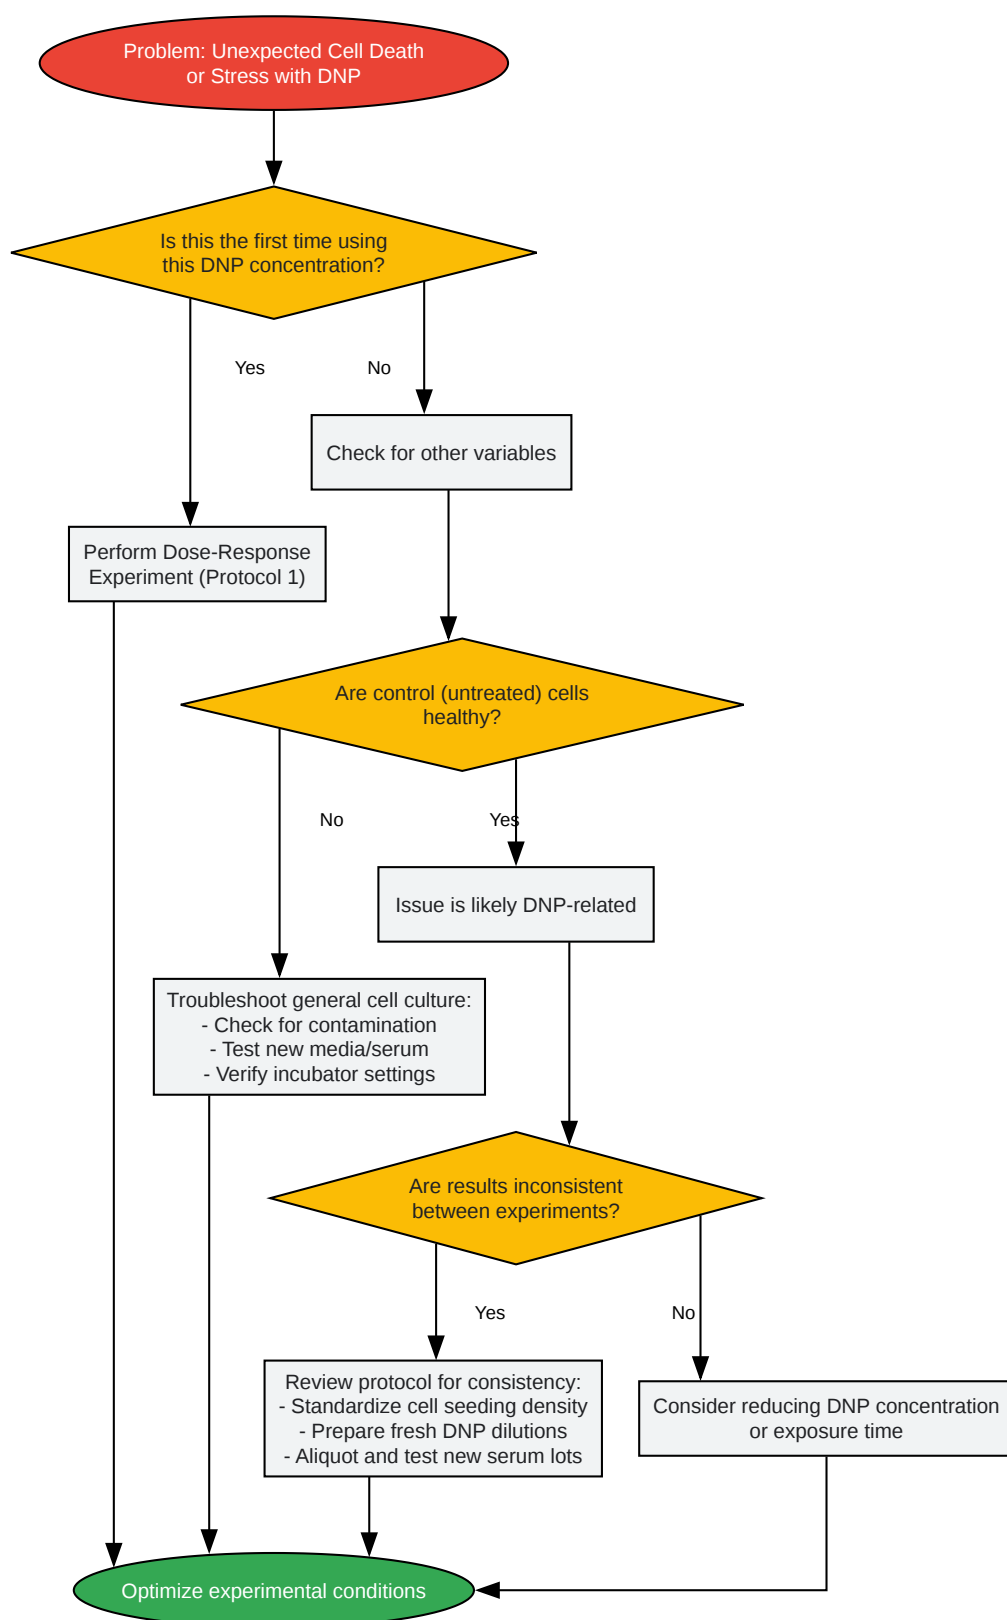 Problem: Unexpected Cell Death
or Stress with DNP
Is this the first time using
this DNP concentration?
Yes
No
Check for other variables
Perform Dose-Response
Experiment (Protocol 1)
Are control (untreated) cells
healthy?
No
Yes
Issue is likely DNP-related
Troubleshoot general cell culture:
- Check for contamination
- Test new media/serum
- Verify incubator settings
Are results inconsistent
between experiments?
Yes
No
Review protocol for consistency:
- Standardize cell seeding density
- Prepare fresh DNP dilutions
- Aliquot and test new serum lots
Consider reducing DNP concentration
or exposure time
Optimize experimental conditions